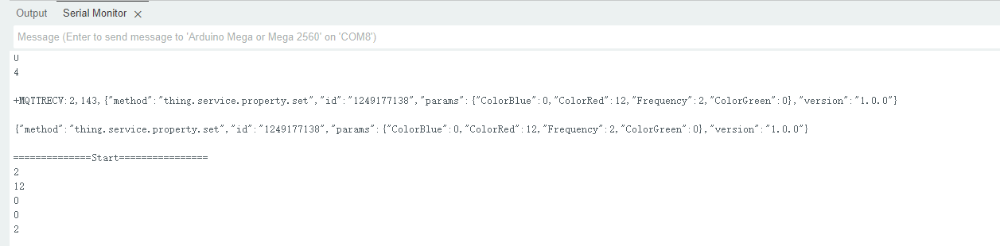 Output Serial Monitor ×
Message (Enter to send message to 'Arduino Mega or Mega 2560' on 'COM8')
U
4
+MQTTRECV:2,143,{"method":"thing.service.property.set","id":"1249177138","params":{"ColorBlue":0,"ColorRed":12,"Frequency":2,"ColorGreen":0},"version":"1.0.0"}
{"method":"thing.service.property.set","id":"1249177138","params":{"ColorBlue":0,"ColorRed":12,"Frequency":2,"ColorGreen":0},"version":"1.0.0"}
==============Start================
2
12
0
0
2